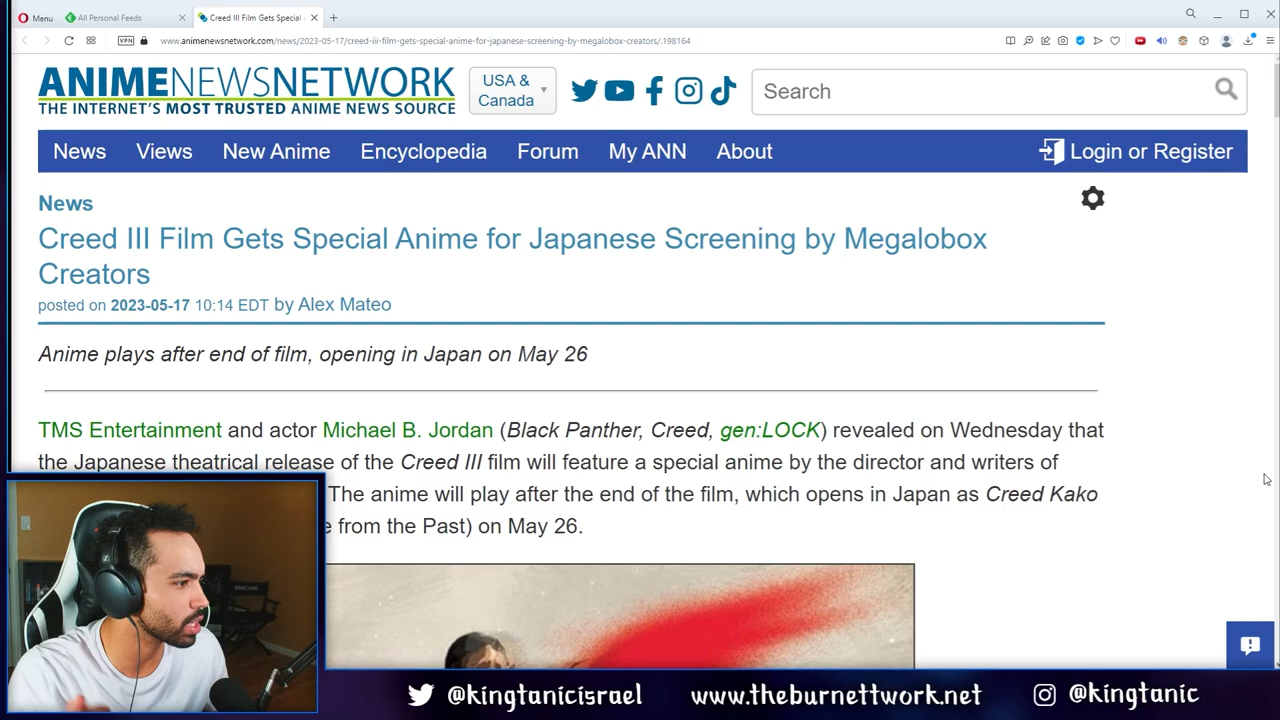 Menu
All Personal Feeds
Creed III Film Gets Special
VPN
www.animenewsnetwork.com/news/2023-05-17/creed-iii-film-gets-special-anime-for-japanese-screening-by-megalobox-creators/.198164
ANIMENEWSNETWORK
THE INTERNET'S MOST TRUSTED ANIME NEWS SOURCE
USA &
Canada
Search
News Views New Anime Encyclopedia Forum My ANN About Login or Register
News
Creed III Film Gets Special Anime for Japanese Screening by Megalobox
Creators
posted on 2023-05-17 10:14 EDT by Alex Mateo
Anime plays after end of film, opening in Japan on May 26
TMS Entertainment and actor Michael B. Jordan (Black Panther, Creed, gen:LOCK) revealed on Wednesday that
the Japanese theatrical release of the Creed III film will feature a special anime by the director and writers of
The anime will play after the end of the film, which opens in Japan as Creed Kako
e from the Past) on May 26.
@kingtanicisrael www.theburnettwork.net @kingtanic